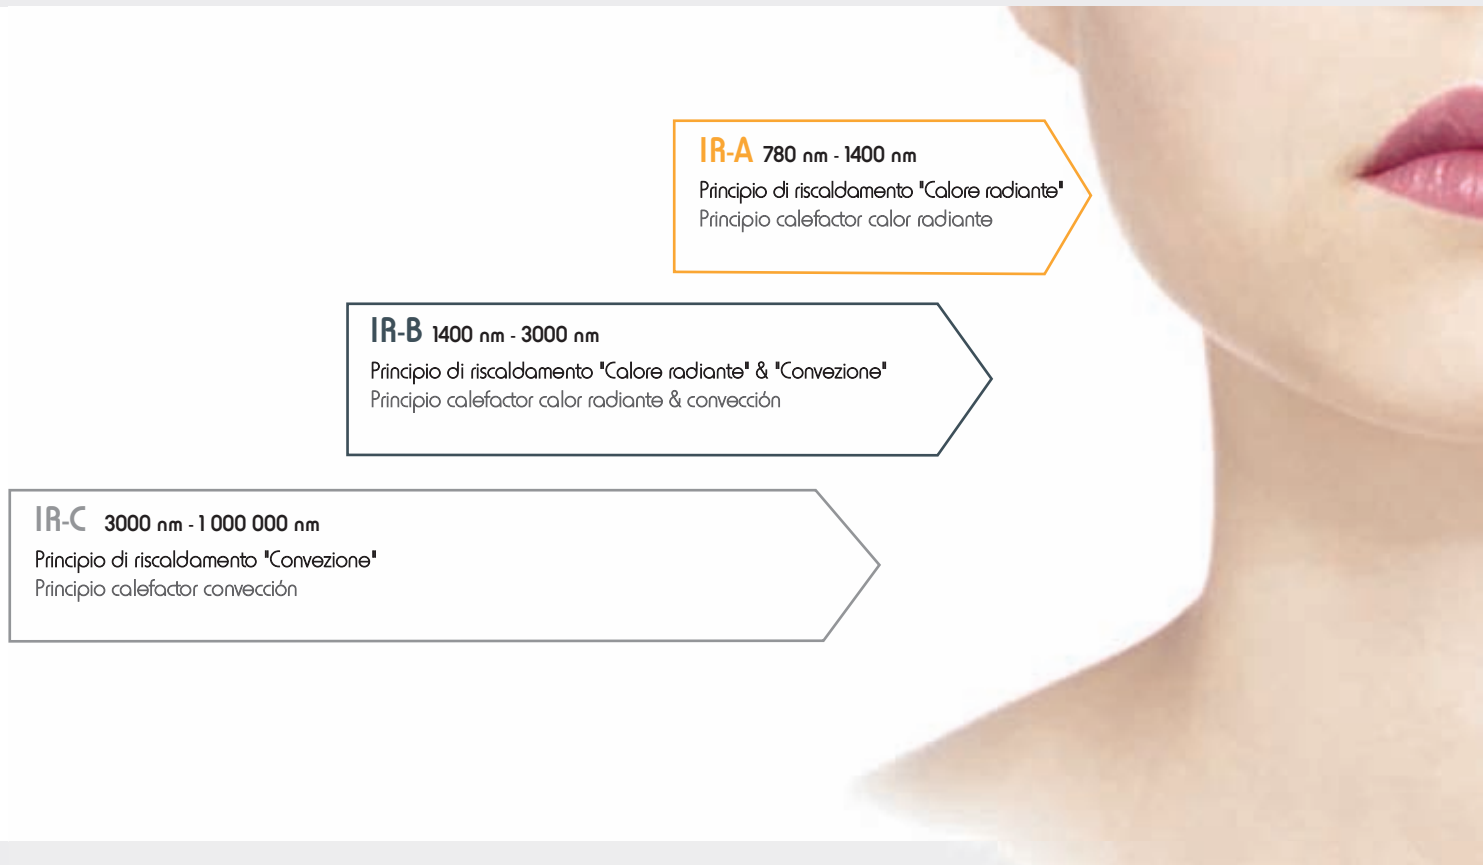 IR-A 780 nm - 1400 nm
Principio di riscaldamento "Calore radiante"
Principio calefactor calor radiante
IR-B 1400 nm - 3000 nm
Principio di riscaldamento "Calore radiante" & "Convezione"
Principio calefactor calor radiante & convección
IR-C 3000 nm - 1 000 000 nm
Principio di riscaldamento "Convezione"
Principio calefactor convección